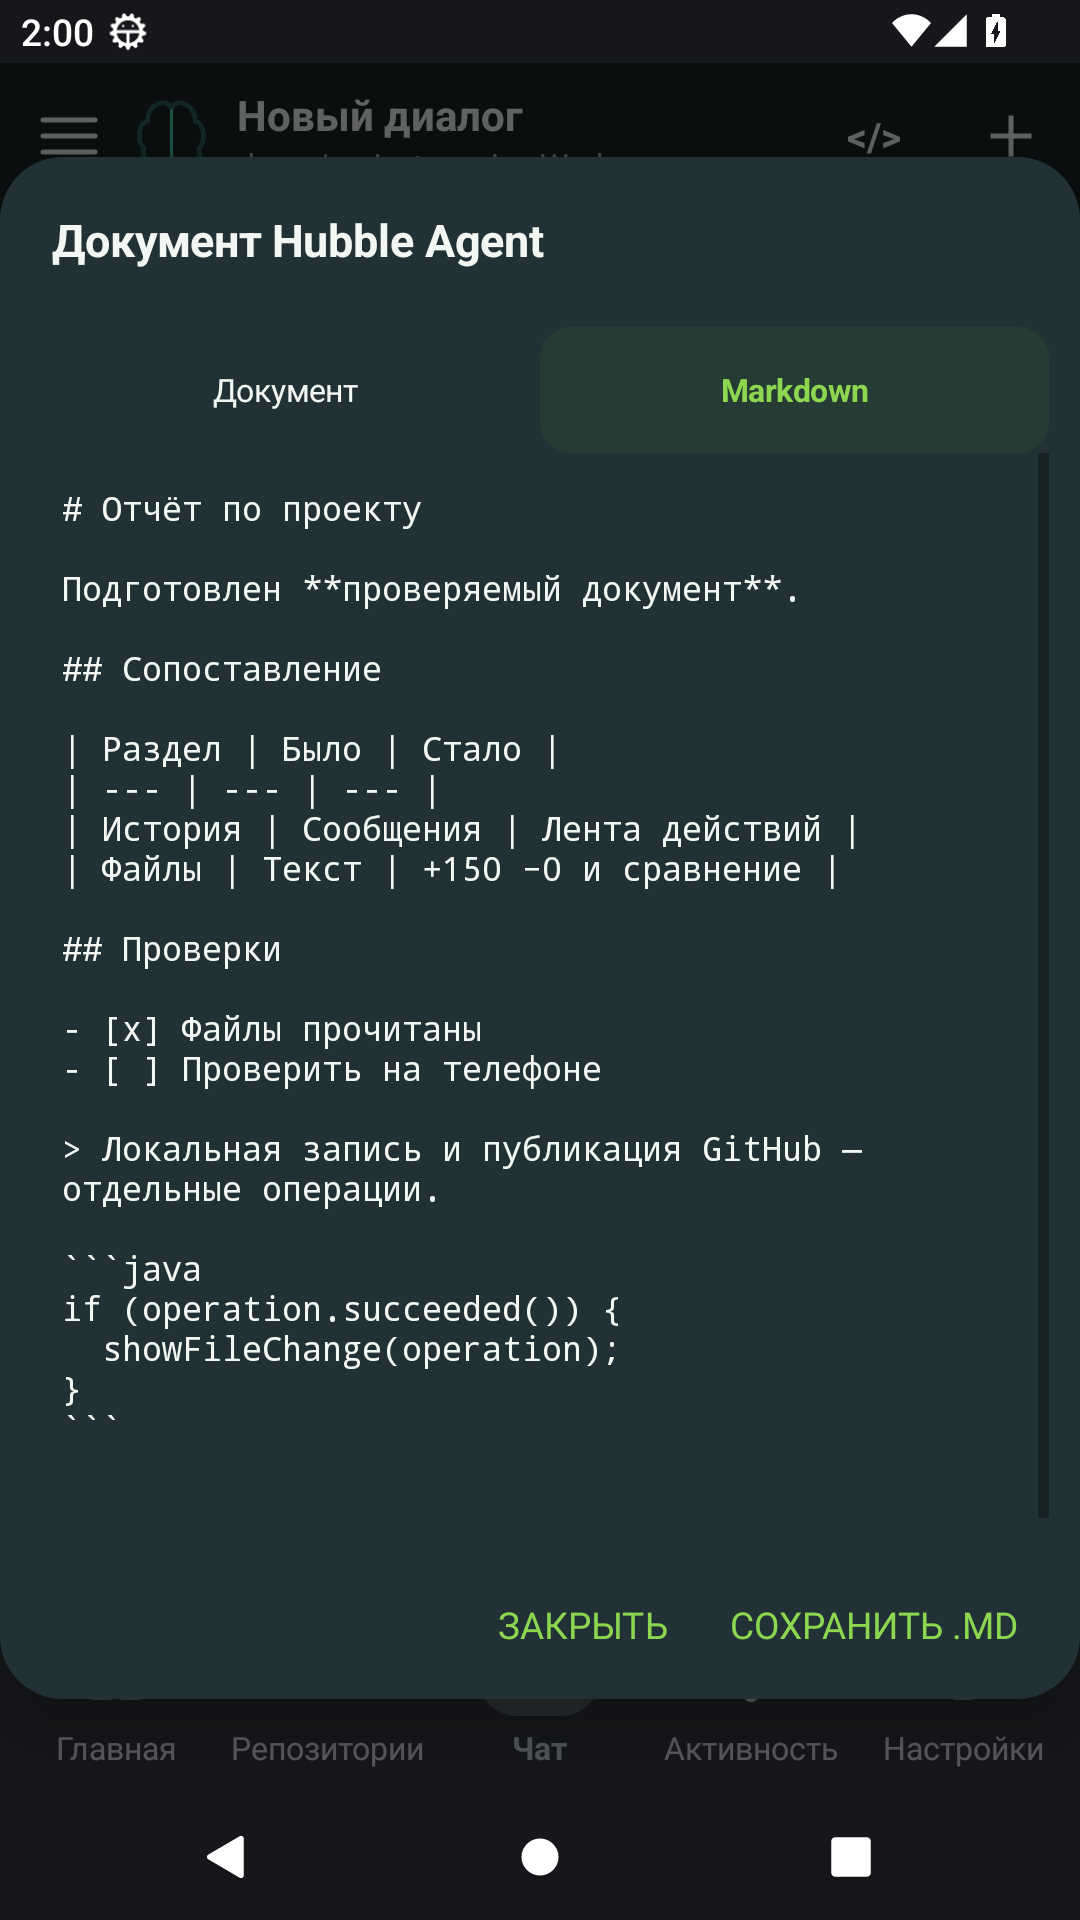 2:00
Новый диалог
</>
Документ Hubble Agent
Документ
Markdown
# Отчёт по проекту
Подготовлен **проверяемый документ**.
## Сопоставление
| Раздел | Было | Стало |
| --- | --- | --- |
| История | Сообщения | Лента действий |
| Файлы | Текст | +150 −0 и сравнение |
## Проверки
- [x] Файлы прочитаны
- [ ] Проверить на телефоне
> Локальная запись и публикация GitHub —
отдельные операции.
```java
if (operation.succeeded()) {
  showFileChange(operation);
}
```
ЗАКРЫТЬ
СОХРАНИТЬ .MD
Главная
Репозитории
Чат
Активность
Настройки